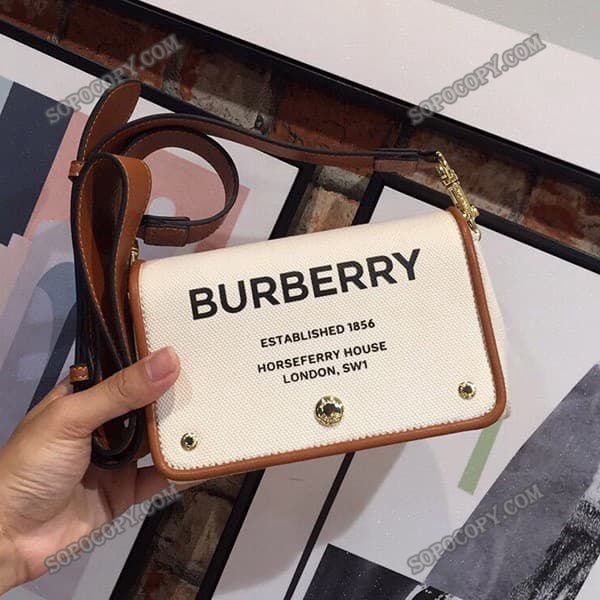 SOPOCOPY.COM
SOPOCOPY.COM
BURBERRY
ESTABLISHED 1856
HORSEFERRY HOUSE
LONDON, SW1
SOPOCOPY.COM
SOPOCOPY.COM